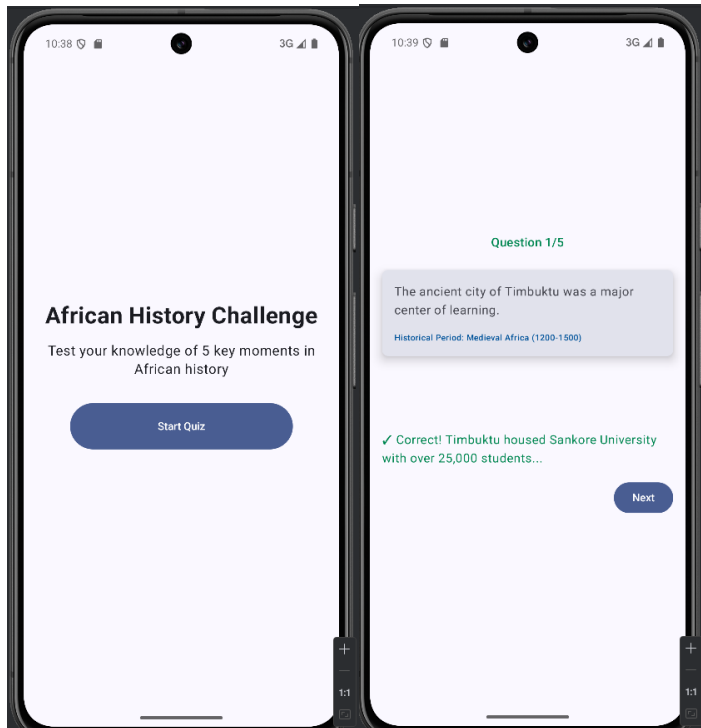 10:38
3G
African History Challenge
Test your knowledge of 5 key moments in
African history
Start Quiz
1:1
10:39
3G
Question 1/5
The ancient city of Timbuktu was a major
center of learning.
Historical Period: Medieval Africa (1200-1500)
✓ Correct! Timbuktu housed Sankore University
with over 25,000 students...
Next
1:1